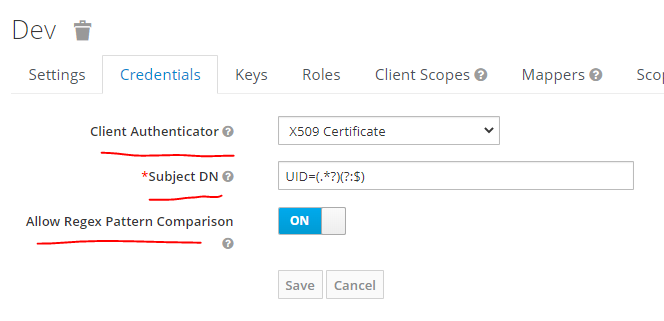 Dev
Settings Credentials Keys Roles Client Scopes ? Mappers ? Sco
Client Authenticator ? X509 Certificate
*Subject DN ? UID=(.*?)(?:$)
Allow Regex Pattern Comparison ON
?
Save Cancel